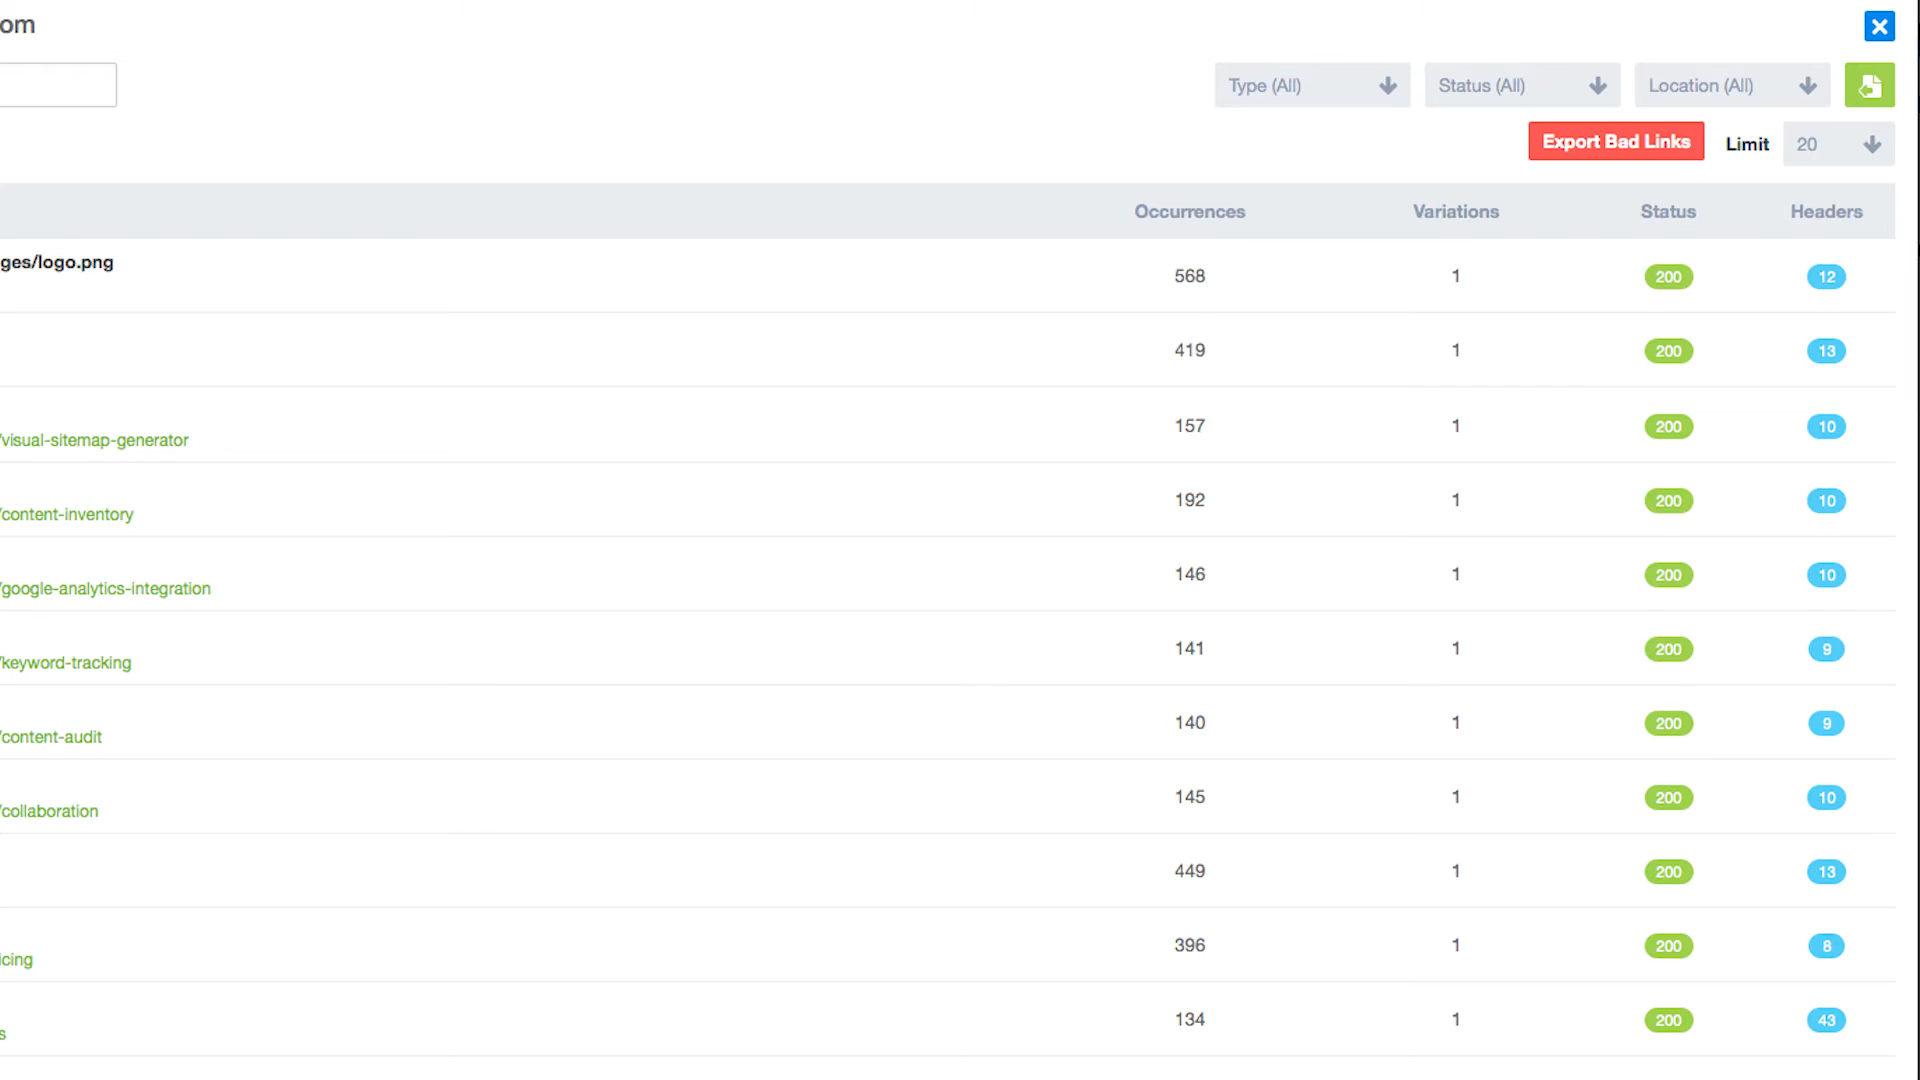 om
Type (All) Status (All) Location (All)
Export Bad Links Limit 20
Occurrences Variations Status Headers
ges/logo.png
568 1 200 12
419 1 200 13
157 1 200 10
/visual-sitemap-generator
192 1 200 10
/content-inventory
146 1 200 10
/google-analytics-integration
141 1 200 9
/keyword-tracking
140 1 200 9
/content-audit
145 1 200 10
/collaboration
449 1 200 13
396 1 200 8
icing
134 1 200 43
s